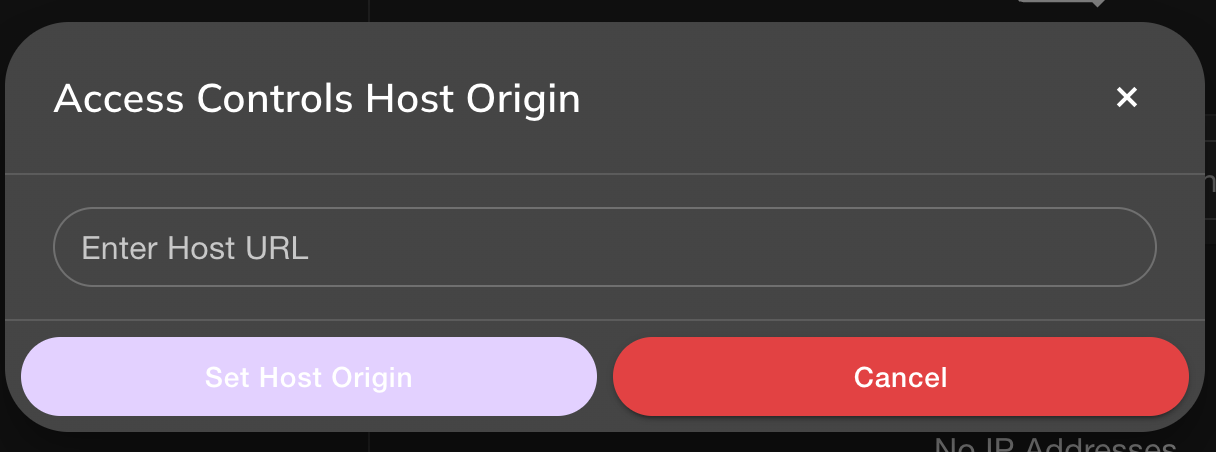 Access Controls Host Origin
Enter Host URL
Set Host Origin
Cancel
No IP Addresses